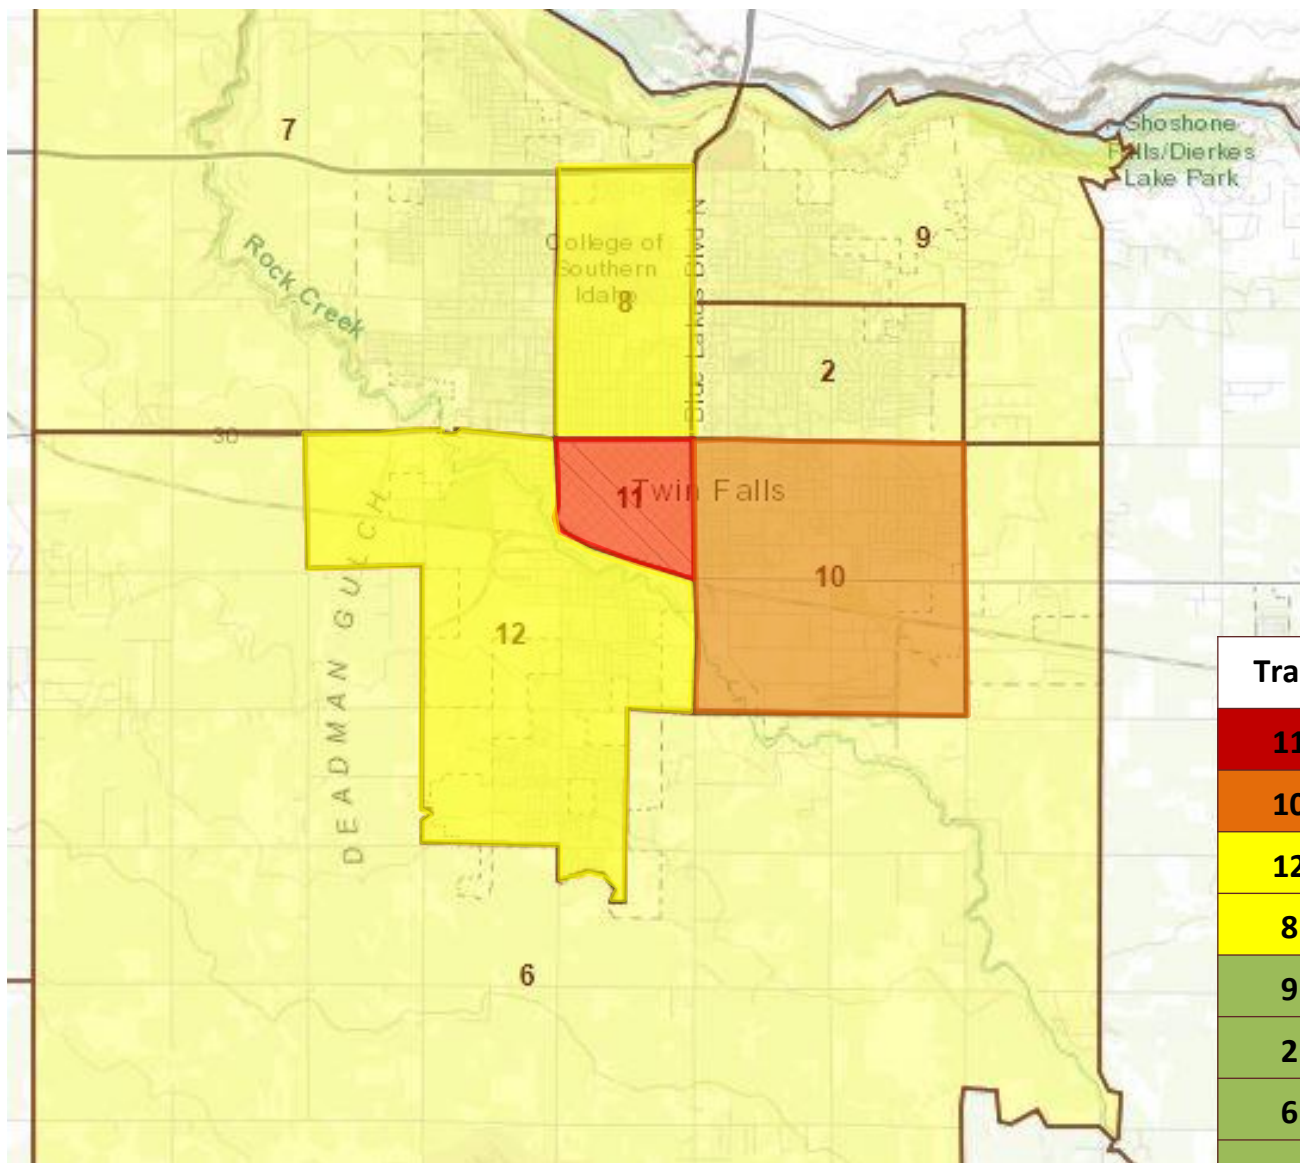 7
Shoshone
Falls/Dierkes
Lake Park
9
Rock Creek
College of
Southern
Idaho
8
Blue Lakes Blvd N
2
30
11
Twin Falls
10
12
DEADMAN GULCH
6
Tra
11
10
12
8
9
2
6